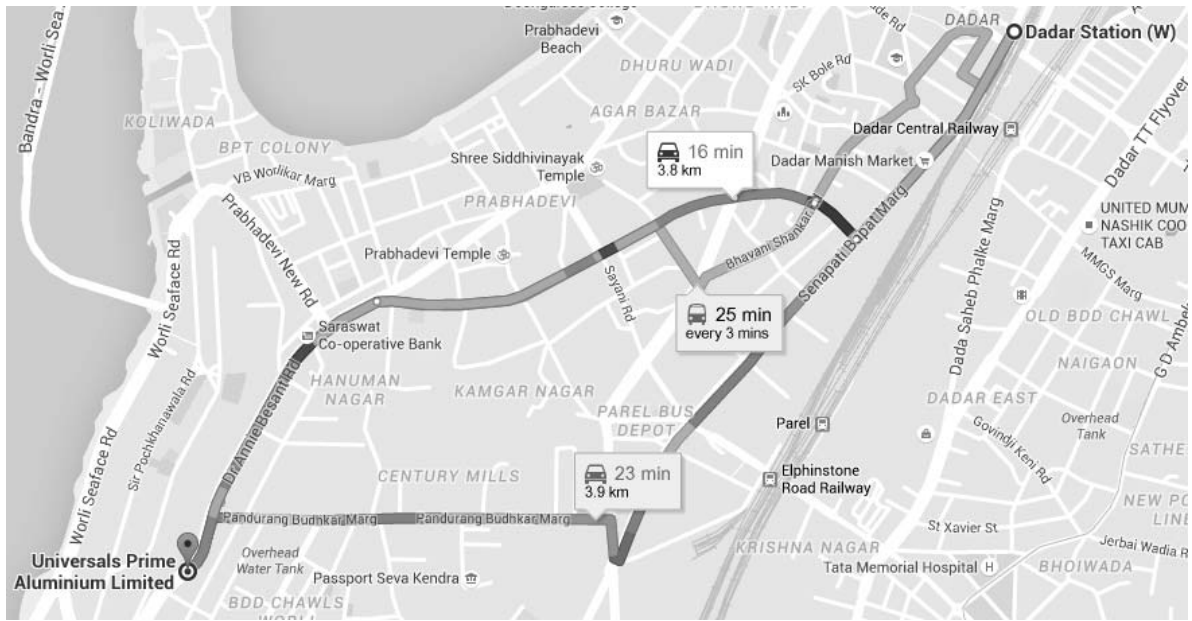 DADAR
Dadar Station (W)
Prabhadevi
Beach
DHURU WADI
SK Bole Rd
Bandra - Worli Sea
KOLIWADA
AGAR BAZAR
Dadar Central Railway
Dadar TT Flyover
BPT COLONY
VB Worlikar Marg
Shree Siddhivinayak
Temple
16 min
3.8 km
Dadar Manish Market
PRABHADEVI
Prabhadevi New Rd
Prabhadevi Temple
Bhavani Shankar
Senapati Bapat Marg
Dada Saheb Phalke Marg
UNITED MUM
NASHIK COO
TAXI CAB
MMGS Marg
Worli Seaface Rd
Sayani Rd
25 min
every 3 mins
OLD BDD CHAWL
Saraswat
Co-operative Bank
HANUMAN
NAGAR
KAMGAR NAGAR
NAIGAON
G D Ambek
Dr Annie Besant Rd
Sir Pochkhanawala Rd
PAREL BUS
DEPOT
Parel
DADAR EAST
Overhead
Tank
Govindji Keni Rd
SATHE
Worli Seaface Rd
CENTURY MILLS
23 min
3.9 km
Elphinstone
Road Railway
NEW PO
LINE
Pandurang Budhkar Marg
Pandurang Budhkar Marg
St Xavier St
Jerbai Wadia R
Universals Prime
Aluminium Limited
Overhead
Water Tank
Passport Seva Kendra
KRISHNA NAGAR
Tata Memorial Hospital
H
BHOIWADA
BDD CHAWLS
WORLI